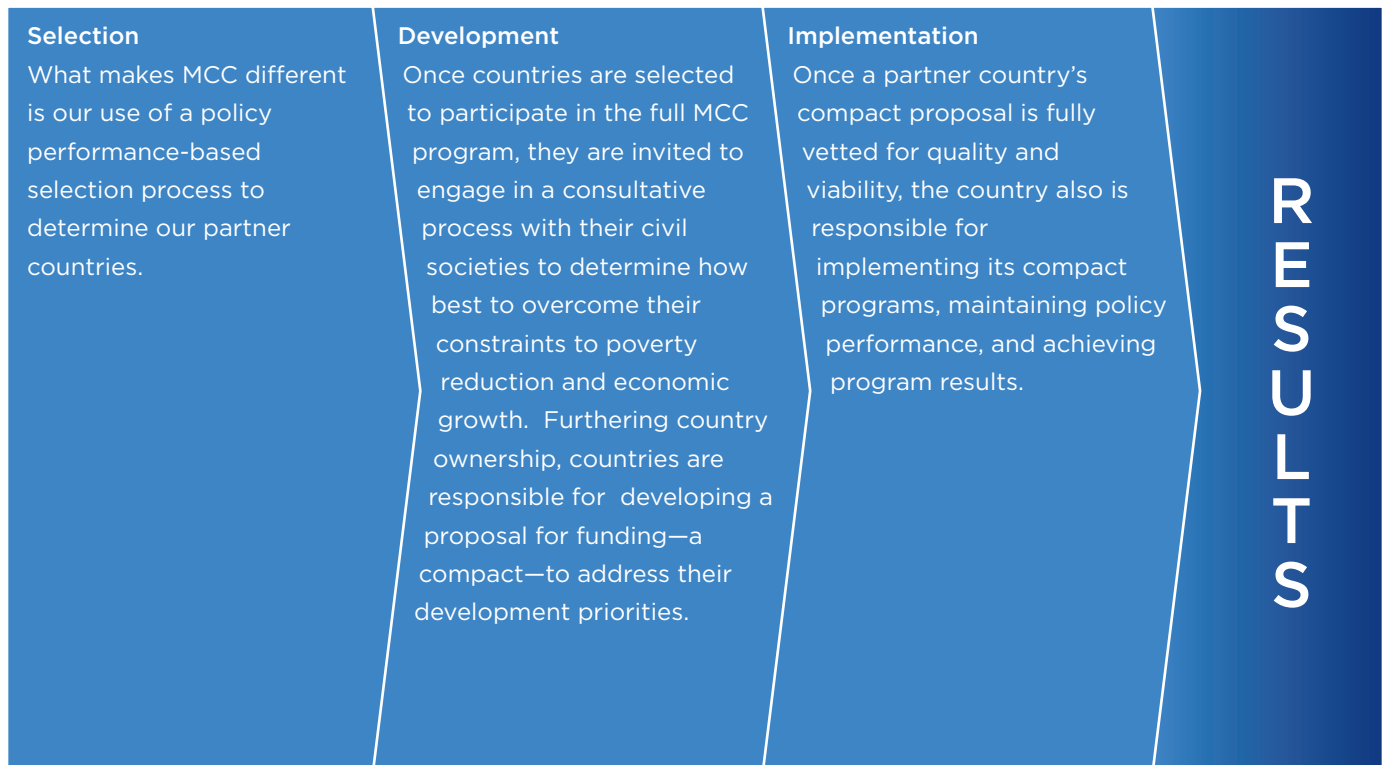 Selection
What makes MCC different
is our use of a policy
performance-based
selection process to
determine our partner
countries.
Development
Once countries are selected
to participate in the full MCC
program, they are invited to
engage in a consultative
process with their civil
societies to determine how
best to overcome their
constraints to poverty
reduction and economic
growth.  Furthering country
ownership, countries are
responsible for  developing a
proposal for funding—a
compact—to address their
development priorities.
Implementation
Once a partner country’s
compact proposal is fully
vetted for quality and
viability, the country also is
responsible for
implementing its compact
programs, maintaining policy
performance, and achieving
program results.
RESULTS